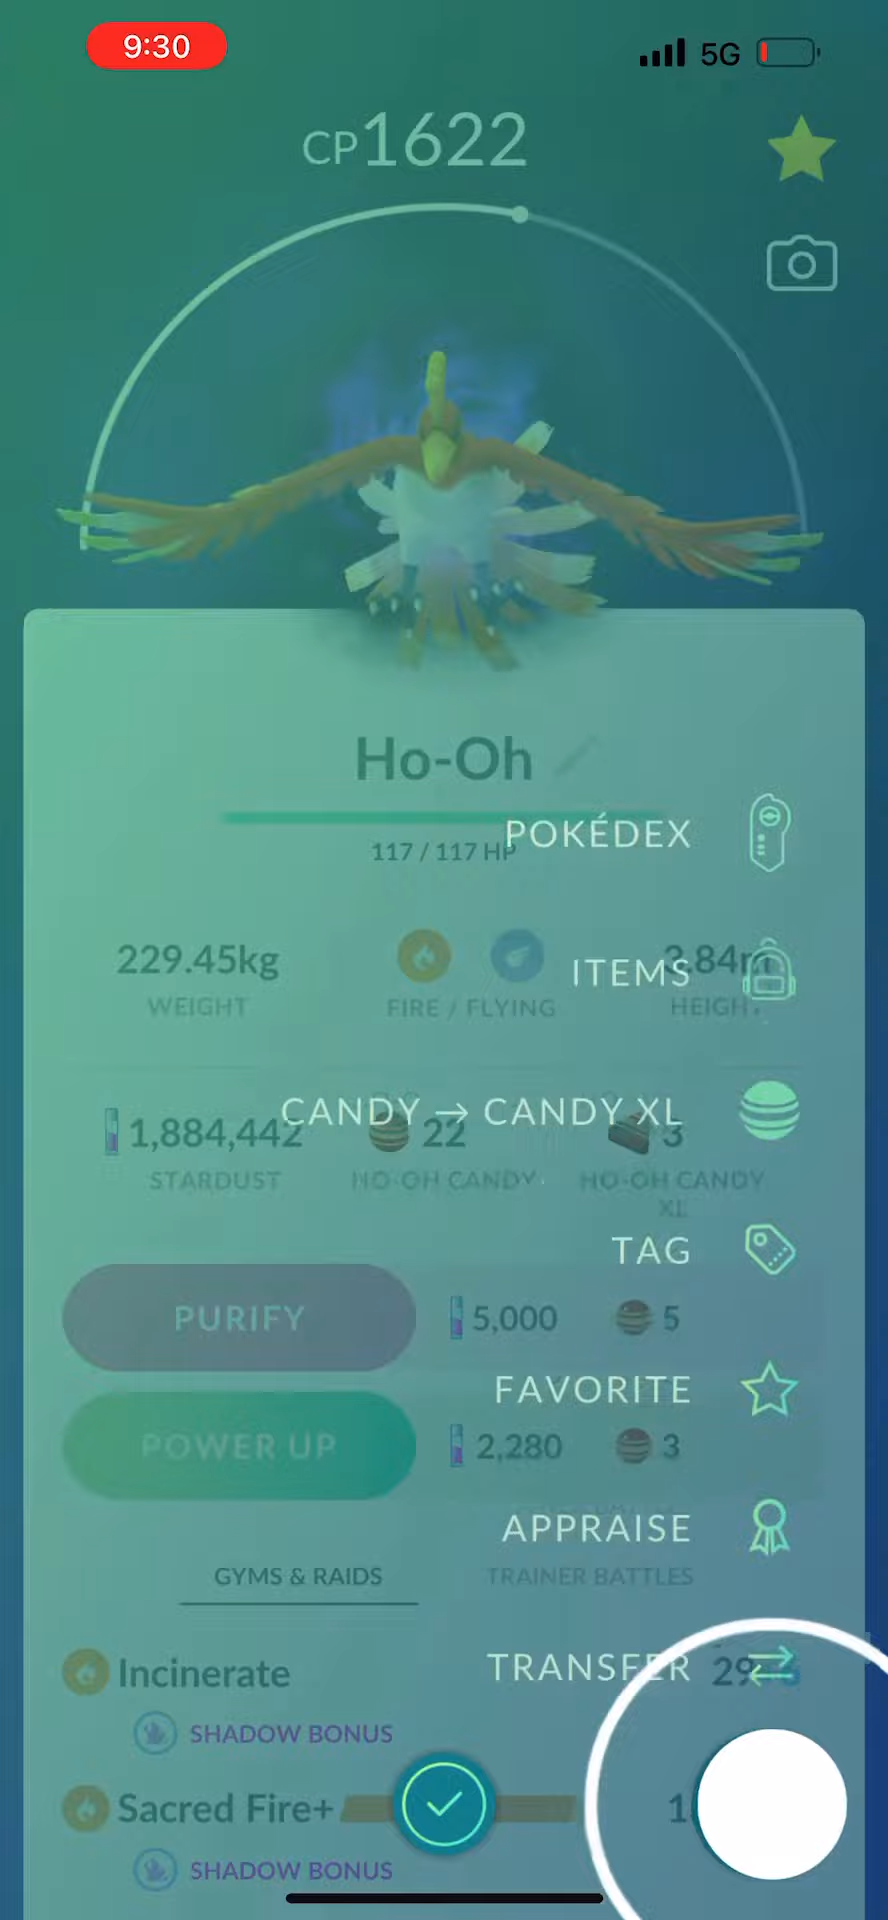 9:30
5G
CP1622
Ho-Oh
117 / 117 HP
POKÉDEX
229.45kg
WEIGHT
FIRE / FLYING
ITEMS
HEIGHT
CANDY → CANDY XL
1,884,442
STARDUST
22
HO-OH CANDY
3
HO-OH CANDY
XL
TAG
PURIFY
5,000
5
FAVORITE
POWER UP
2,280
3
APPRAISE
GYMS & RAIDS
TRAINER BATTLES
TRANSFER
Incinerate
SHADOW BONUS
Sacred Fire+
SHADOW BONUS